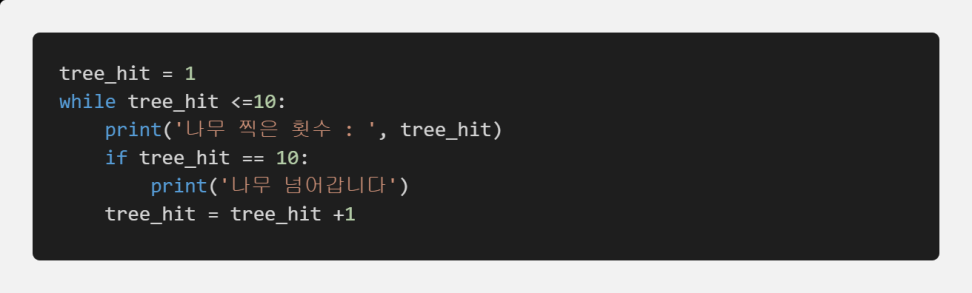 tree_hit = 1
while tree_hit <=10:
    print('나무 찍은 횟수 : ', tree_hit)
    if tree_hit == 10:
        print('나무 넘어갑니다')
    tree_hit = tree_hit +1